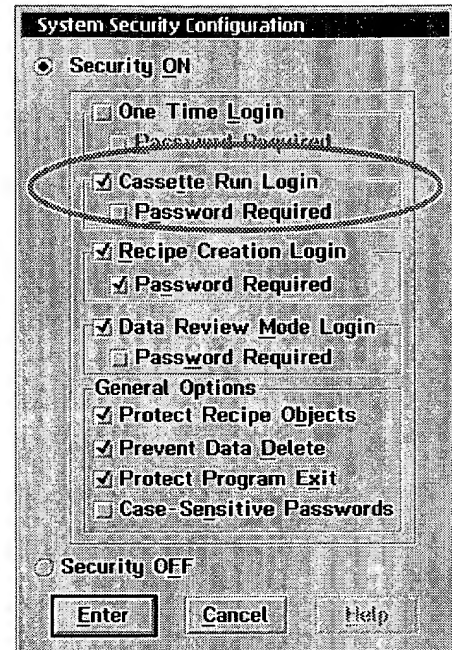 System Security Configuration
Security ON
One Time Login
Password Required
Cassette Run Login
Password Required
Recipe Creation Login
Password Required
Data Review Mode Login
Password Required
General Options
Protect Recipe Objects
Prevent Data Delete
Protect Program Exit
Case-Sensitive Passwords
Security OFF
Enter Cancel Help